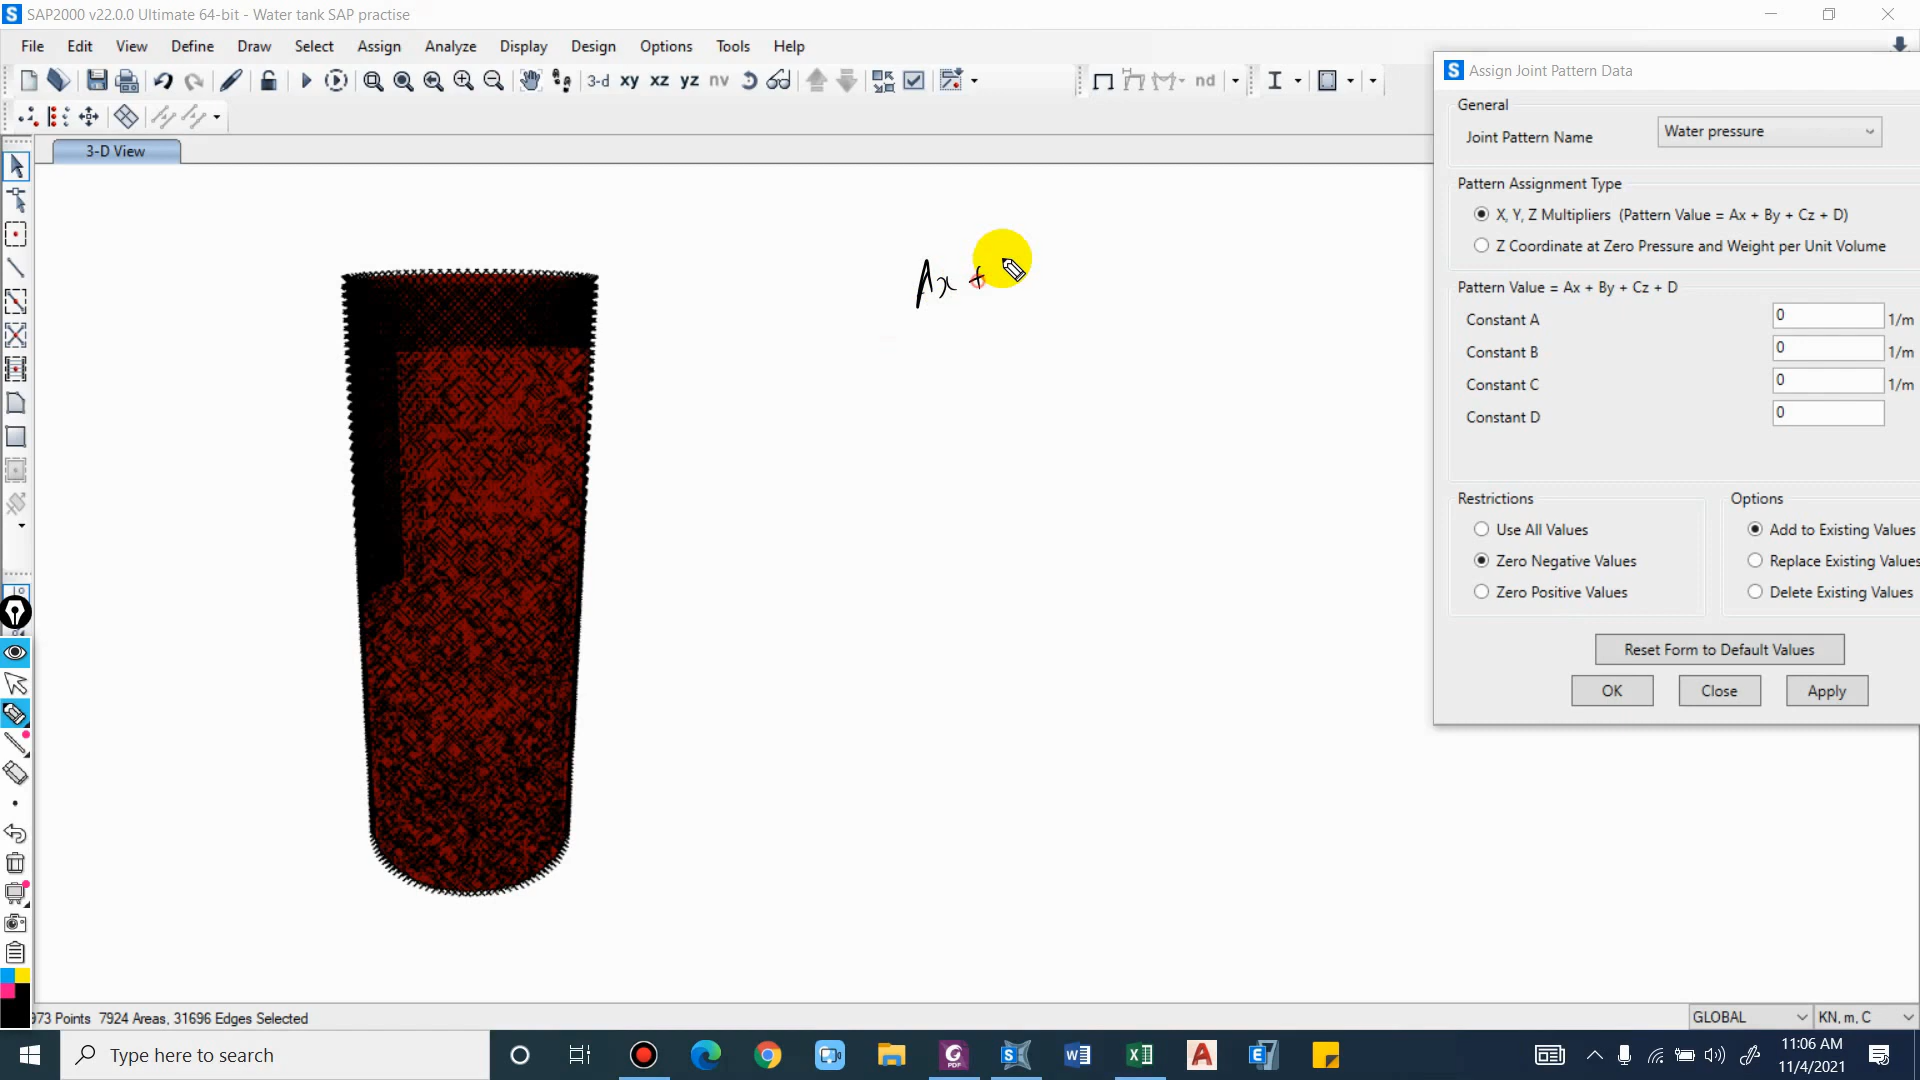 SAP2000 v22.0.0 Ultimate 64-bit - Water tank SAP practise
File Edit View Define Draw Select Assign Analyze Display Design Options Tools Help
3-d xy xz yz nv nd
3-D View
Ax +
Assign Joint Pattern Data
General
Joint Pattern Name Water pressure
Pattern Assignment Type
X, Y, Z Multipliers (Pattern Value = Ax + By + Cz + D)
Z Coordinate at Zero Pressure and Weight per Unit Volume
Pattern Value = Ax + By + Cz + D
Constant A 0 1/m
Constant B 0 1/m
Constant C 0 1/m
Constant D 0
Restrictions
Use All Values
Zero Negative Values
Zero Positive Values
Options
Add to Existing Values
Replace Existing Values
Delete Existing Values
Reset Form to Default Values
OK Close Apply
973 Points 7924 Areas, 31696 Edges Selected
GLOBAL KN, m, C
Type here to search
11:06 AM
11/4/2021